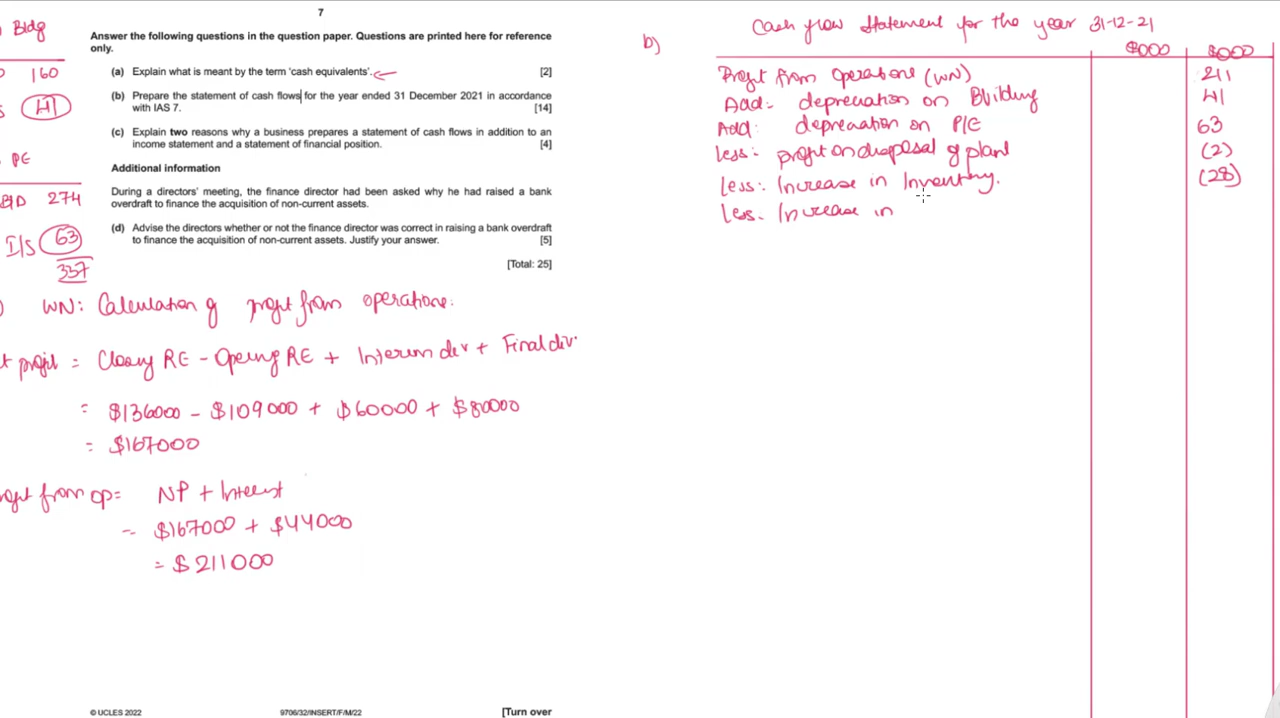 7
Answer the following questions in the question paper. Questions are printed here for reference
only.
(a) Explain what is meant by the term 'cash equivalents'. [2]
(b) Prepare the statement of cash flows for the year ended 31 December 2021 in accordance
with IAS 7. [14]
(c) Explain two reasons why a business prepares a statement of cash flows in addition to an
income statement and a statement of financial position. [4]
Additional information
During a directors' meeting, the finance director had been asked why he had raised a bank
overdraft to finance the acquisition of non-current assets.
(d) Advise the directors whether or not the finance director was correct in raising a bank overdraft
to finance the acquisition of non-current assets. Justify your answer. [5]
[Total: 25]
Bldg
160
41
PE
274
I/S 63
337
WN: Calculation of profit from operations.
profit = Closing RE - Opening RE + Interim div + Final div
= $136000 - $109000 + $60000 + $80000
= $167000
from op = NP + Interest
= $167000 + $44000
= $211000
© UCLES 2022 9706/32/INSERT/F/M/22 [Turn over
b) Cash flow Statement for the year 31-12-21
$000 $000
Profit from Operations (WN) 211
Add: depreciation on Building 41
Add: depreciation on P/E 63
Less: profit on disposal of plant (2)
Less: Increase in Inventory. (28)
Less. Increase in